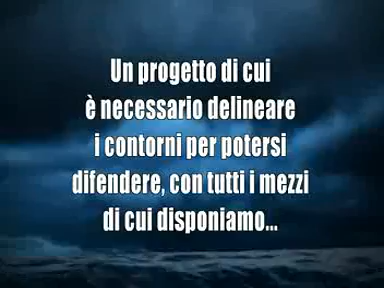 Un progetto di cui
è necessario delineare
i contorni per potersi
difendere, con tutti i mezzi
di cui disponiamo...